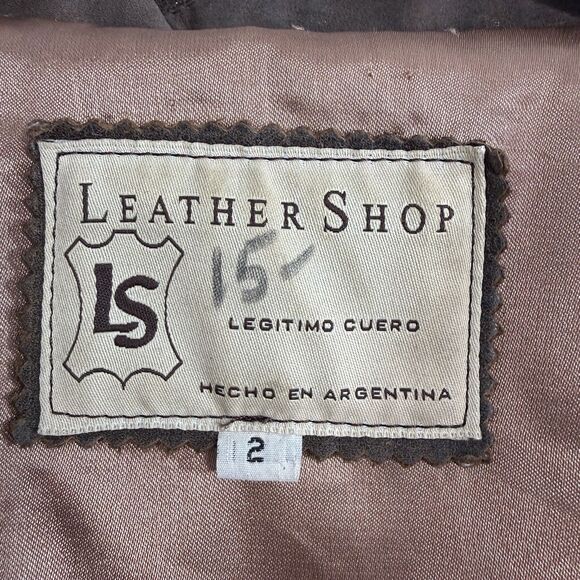 LEATHER SHOP
LS
15-
LEGITIMO CUERO
HECHO EN ARGENTINA
2